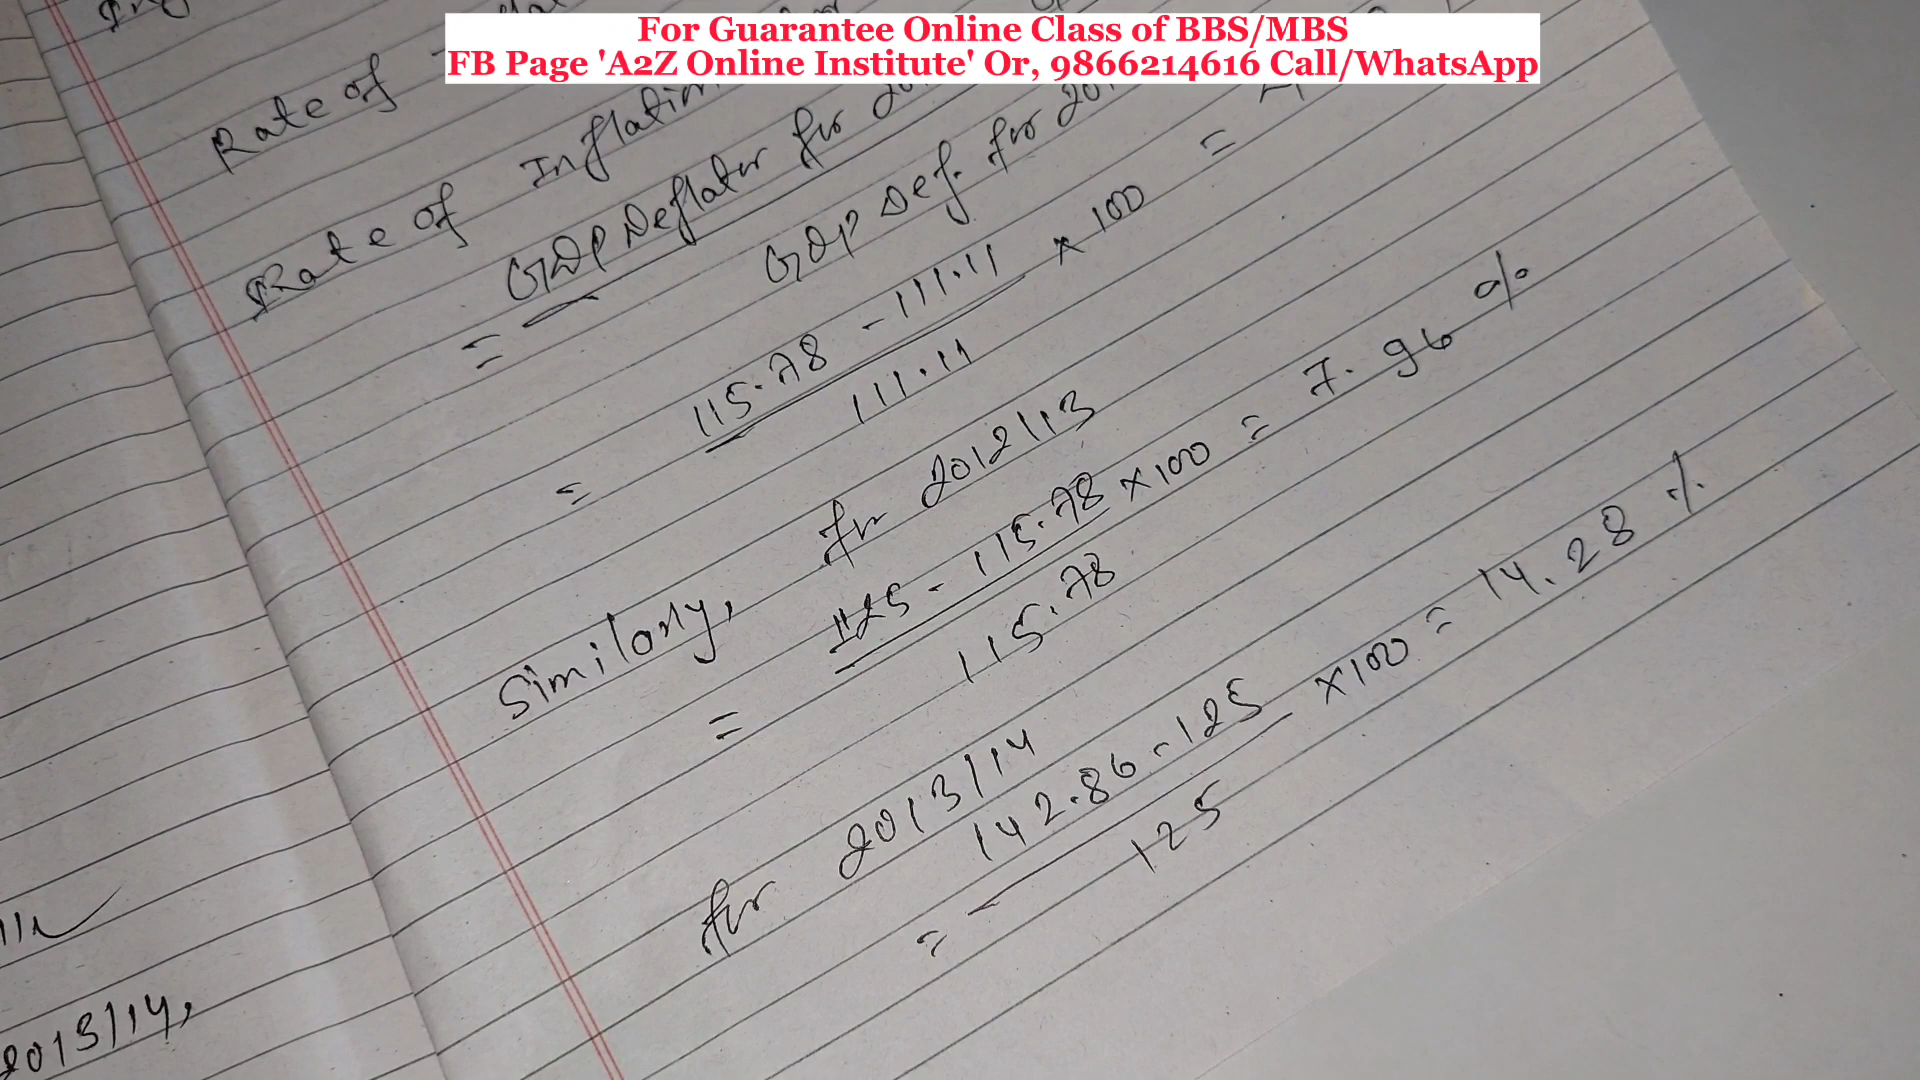 For Guarantee Online Class of BBS/MBS
FB Page 'A2Z Online Institute' Or, 9866214616 Call/WhatsApp
Rate of
Rate of Inflation
= GDP Deflator for
GDP Def. for
= 115.78 - 111.11 × 100 =
111.11
Similarly, for 2012/13
= 125 - 115.78 × 100 = 7.96 %
115.78
for 2013/14
= 142.86 - 125 × 100 = 14.28 %
125
2013/14,